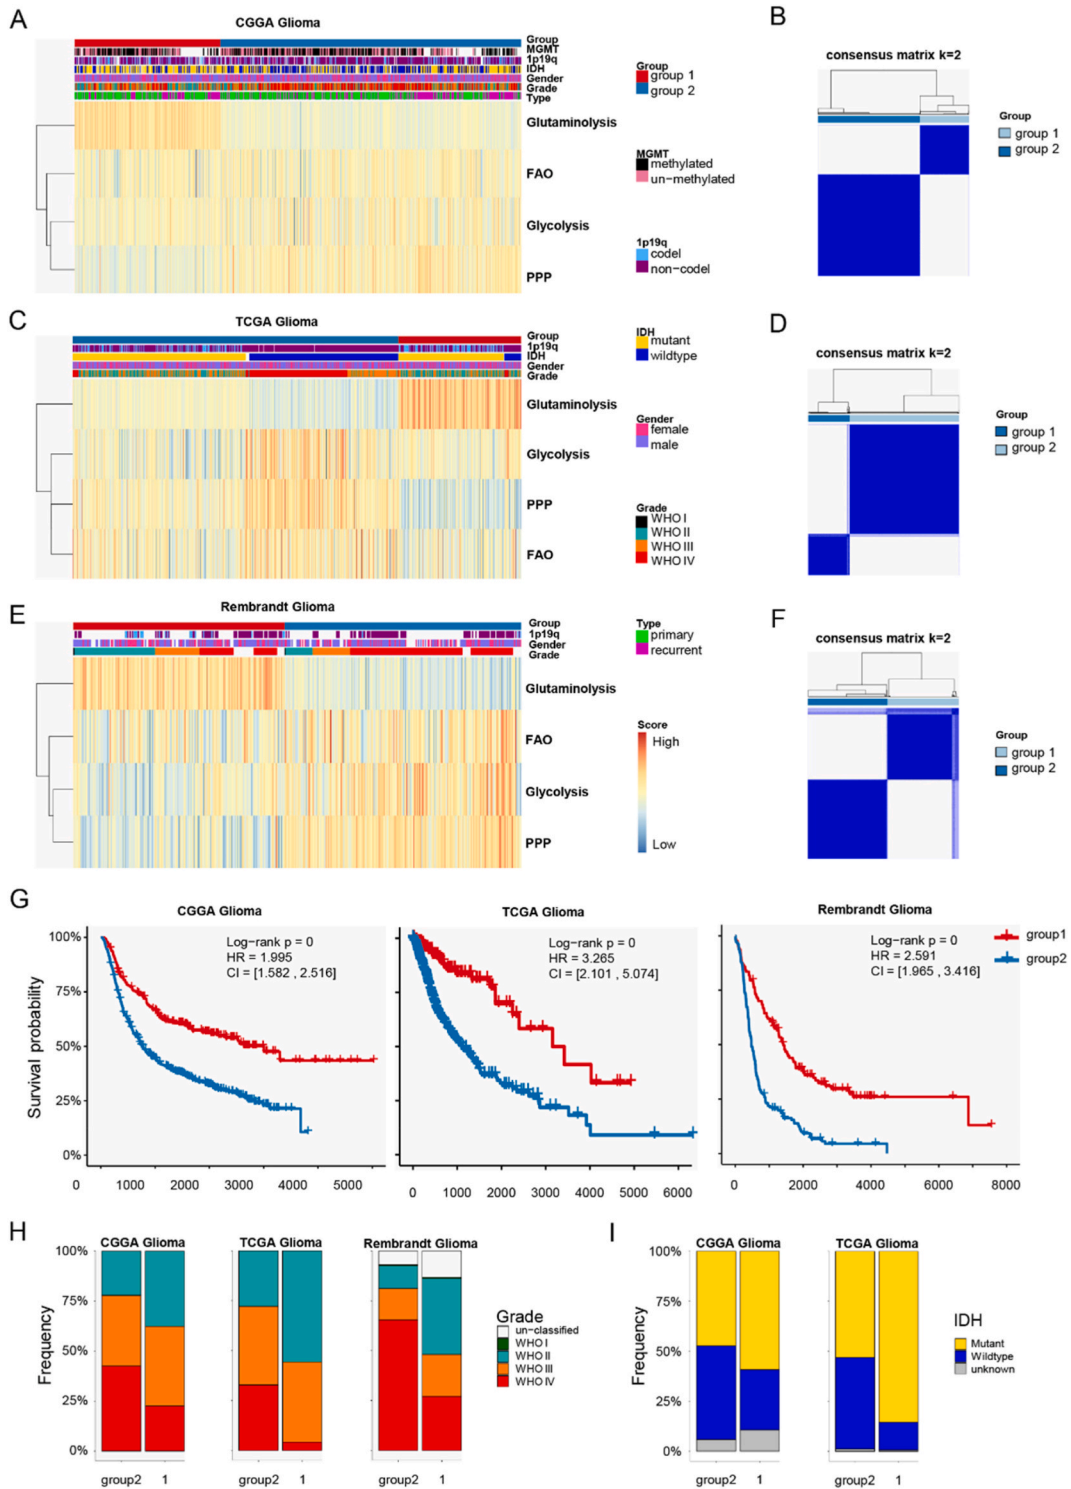 A
CGGA Glioma
Group
MGMT
1p19q
IDH
Gender
Grade
Type
Glutaminolysis
FAO
Glycolysis
PPP
Group
group 1
group 2
MGMT
methylated
un-methylated
1p19q
codel
non-codel
B
consensus matrix k=2
Group
group 1
group 2
C
TCGA Glioma
Group
1p19q
IDH
Gender
Grade
Glutaminolysis
Glycolysis
PPP
FAO
IDH
mutant
wildtype
Gender
female
male
Grade
WHO I
WHO II
WHO III
WHO IV
D
consensus matrix k=2
Group
group 1
group 2
E
Rembrandt Glioma
Group
1p19q
Gender
Grade
Glutaminolysis
FAO
Glycolysis
PPP
Type
primary
recurrent
Score
High
Low
F
consensus matrix k=2
Group
group 1
group 2
G
CGGA Glioma
Log-rank p = 0
HR = 1.995
CI = [1.582 , 2.516]
Survival probability
100%
75%
50%
25%
0%
0 1000 2000 3000 4000 5000
TCGA Glioma
Log-rank p = 0
HR = 3.265
CI = [2.101 , 5.074]
0 1000 2000 3000 4000 5000 6000
Rembrandt Glioma
Log-rank p = 0
HR = 2.591
CI = [1.965 , 3.416]
0 2000 4000 6000 8000
group1
group2
H
CGGA Glioma
TCGA Glioma
Rembrandt Glioma
Frequency
100%
75%
50%
25%
0%
group2 1
group2 1
group2 1
Grade
un-classified
WHO I
WHO II
WHO III
WHO IV
I
CGGA Glioma
TCGA Glioma
Frequency
100%
75%
50%
25%
0%
group2 1
group2 1
IDH
Mutant
Wildtype
unknown